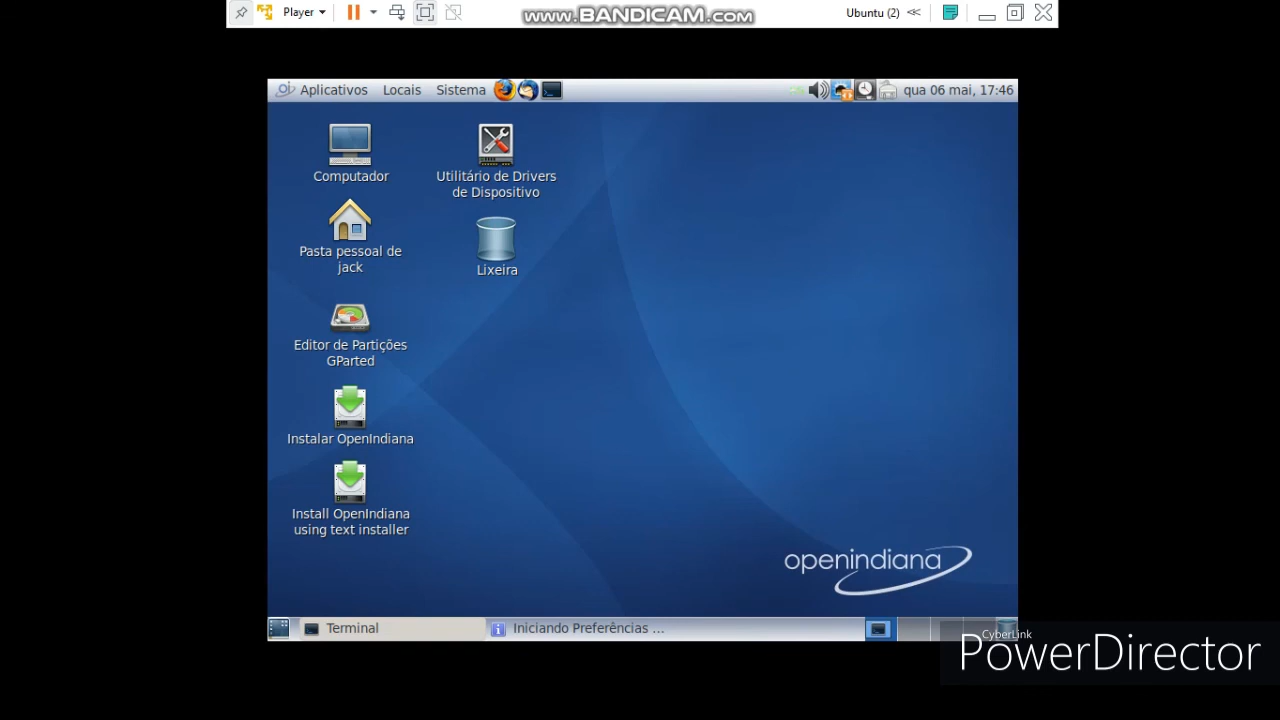 Player
www.BANDICAM.com
Ubuntu (2)
Aplicativos Locais Sistema
qua 06 mai, 17:46
Computador
Utilitário de Drivers
de Dispositivo
Pasta pessoal de
jack
Lixeira
Editor de Partições
GParted
Instalar OpenIndiana
Install OpenIndiana
using text installer
openindiana
Terminal
Iniciando Preferências ...
CyberLink
PowerDirector